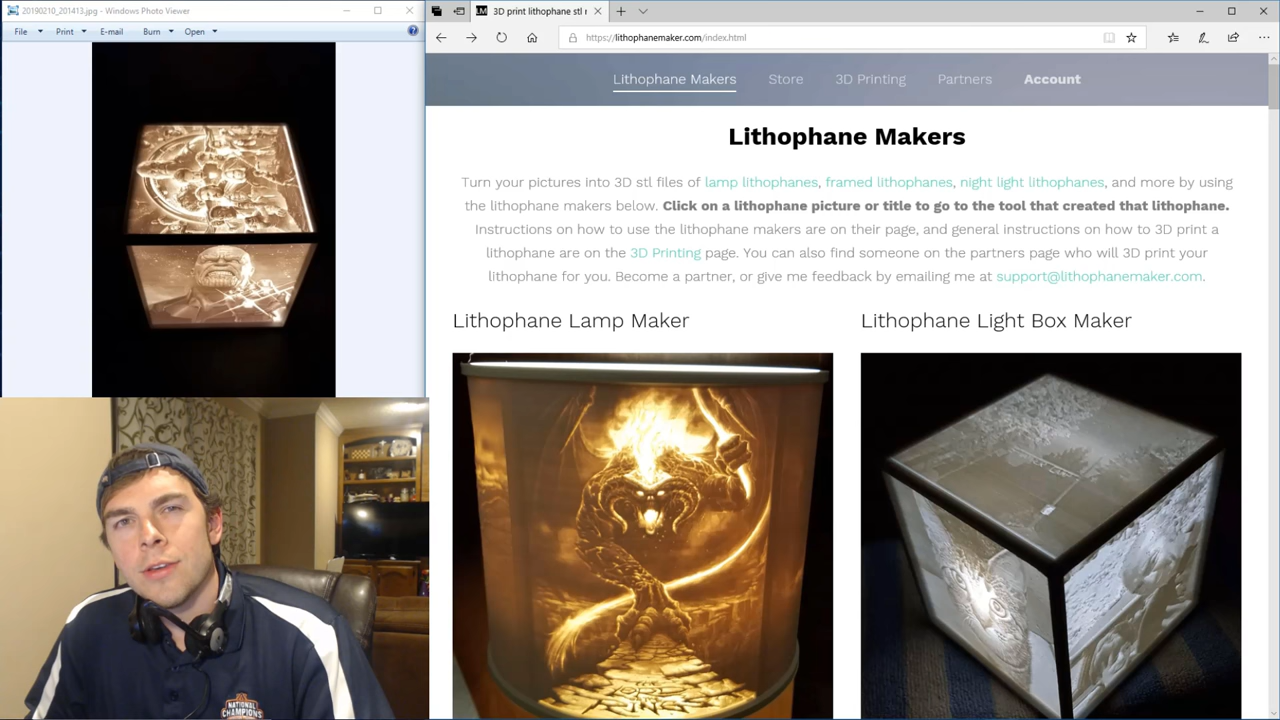 20190210_201413.jpg - Windows Photo Viewer
File Print E-mail Burn Open
3D print lithophane stl
https://lithophanemaker.com/index.html
Lithophane Makers Store 3D Printing Partners Account
Lithophane Makers
Turn your pictures into 3D stl files of lamp lithophanes, framed lithophanes, night light lithophanes, and more by using
the lithophane makers below. Click on a lithophane picture or title to go to the tool that created that lithophane.
Instructions on how to use the lithophane makers are on their page, and general instructions on how to 3D print a
lithophane are on the 3D Printing page. You can also find someone on the partners page who will 3D print your
lithophane for you. Become a partner, or give me feedback by emailing me at support@lithophanemaker.com.
Lithophane Lamp Maker
Lithophane Light Box Maker
NATIONAL
CHAMPIONS